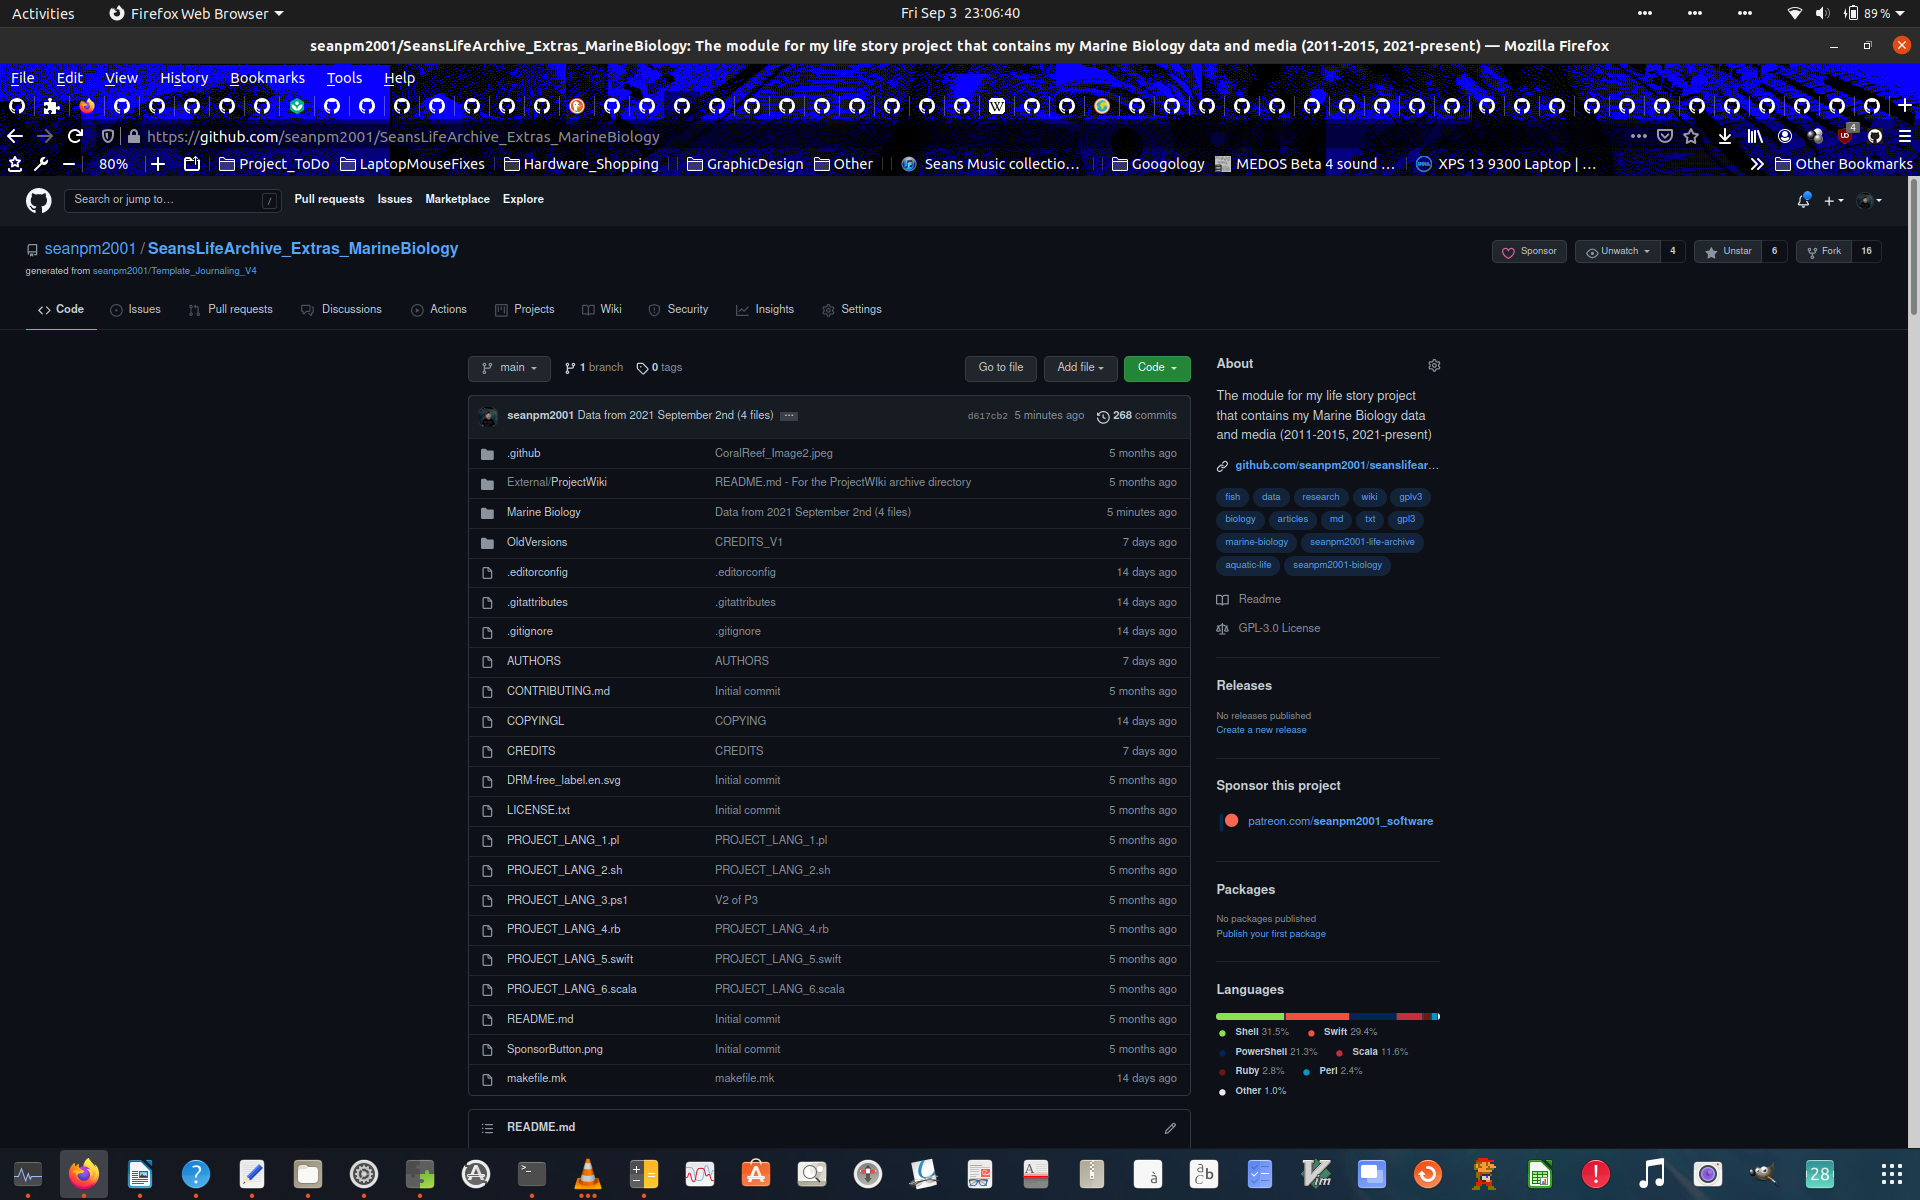 Activities Firefox Web Browser Fri Sep 3 23:06:40 89 %
seanpm2001/SeansLifeArchive_Extras_MarineBiology: The module for my life story project that contains my Marine Biology data and media (2011-2015, 2021-present) — Mozilla Firefox
File Edit View History Bookmarks Tools Help
https://github.com/seanpm2001/SeansLifeArchive_Extras_MarineBiology 4
80% Project_ToDo LaptopMouseFixes Hardware_Shopping GraphicDesign Other Seans Music collectio… Googology MEDOS Beta 4 sound … XPS 13 9300 Laptop | … Other Bookmarks
Search or jump to… / Pull requests Issues Marketplace Explore
seanpm2001 / SeansLifeArchive_Extras_MarineBiology Sponsor Unwatch 4 Unstar 6 Fork 16
generated from seanpm2001/Template_Journaling_V4
Code Issues Pull requests Discussions Actions Projects Wiki Security Insights Settings
main 1 branch 0 tags Go to file Add file Code
seanpm2001 Data from 2021 September 2nd (4 files) d617cb2 5 minutes ago 268 commits
.github CoralReef_Image2.jpeg 5 months ago
External/ProjectWiki README.md - For the ProjectWIki archive directory 5 months ago
Marine Biology Data from 2021 September 2nd (4 files) 5 minutes ago
OldVersions CREDITS_V1 7 days ago
.editorconfig .editorconfig 14 days ago
.gitattributes .gitattributes 14 days ago
.gitignore .gitignore 14 days ago
AUTHORS AUTHORS 7 days ago
CONTRIBUTING.md Initial commit 5 months ago
COPYINGL COPYING 14 days ago
CREDITS CREDITS 7 days ago
DRM-free_label.en.svg Initial commit 5 months ago
LICENSE.txt Initial commit 5 months ago
PROJECT_LANG_1.pl PROJECT_LANG_1.pl 5 months ago
PROJECT_LANG_2.sh PROJECT_LANG_2.sh 5 months ago
PROJECT_LANG_3.ps1 V2 of P3 5 months ago
PROJECT_LANG_4.rb PROJECT_LANG_4.rb 5 months ago
PROJECT_LANG_5.swift PROJECT_LANG_5.swift 5 months ago
PROJECT_LANG_6.scala PROJECT_LANG_6.scala 5 months ago
README.md Initial commit 5 months ago
SponsorButton.png Initial commit 5 months ago
makefile.mk makefile.mk 14 days ago
README.md
About
The module for my life story project
that contains my Marine Biology data
and media (2011-2015, 2021-present)
github.com/seanpm2001/seanslifear…
fish data research wiki gplv3
biology articles md txt gpl3
marine-biology seanpm2001-life-archive
aquatic-life seanpm2001-biology
Readme
GPL-3.0 License
Releases
No releases published
Create a new release
Sponsor this project
patreon.com/seanpm2001_software
Packages
No packages published
Publish your first package
Languages
Shell 31.5% Swift 29.4%
PowerShell 21.3% Scala 11.6%
Ruby 2.8% Perl 2.4%
Other 1.0%
28